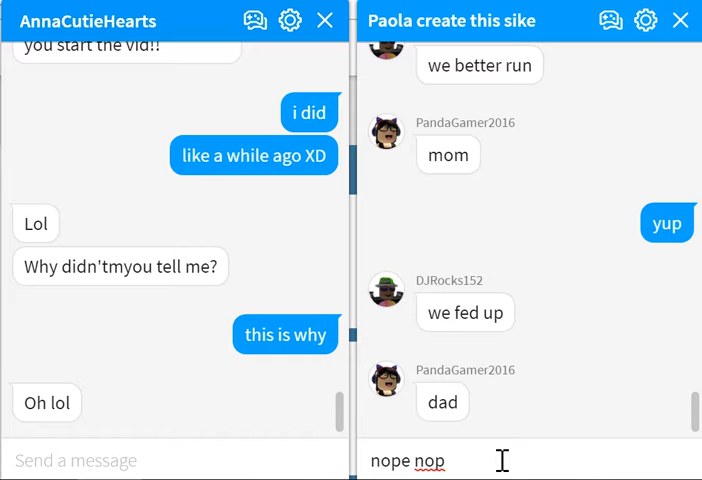 AnnaCutieHearts
you start the vid!!
i did
like a while ago XD
Lol
Why didn'tmyou tell me?
this is why
Oh lol
Send a message
Paola create this sike
we better run
PandaGamer2016
mom
yup
DJRocks152
we fed up
PandaGamer2016
dad
nope nop